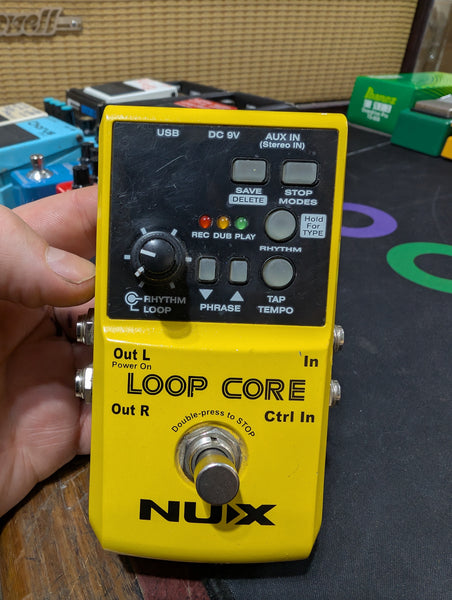 USB DC 9V AUX IN
(Stereo IN)
SAVE
DELETE
STOP
MODES
REC DUB PLAY
Hold
For
TYPE
RHYTHM
RHYTHM
LOOP
PHRASE
TAP
TEMPO
Out L
Power On
In
LOOP CORE
Out R
Ctrl In
Double-press to STOP
NUX
Ibanez